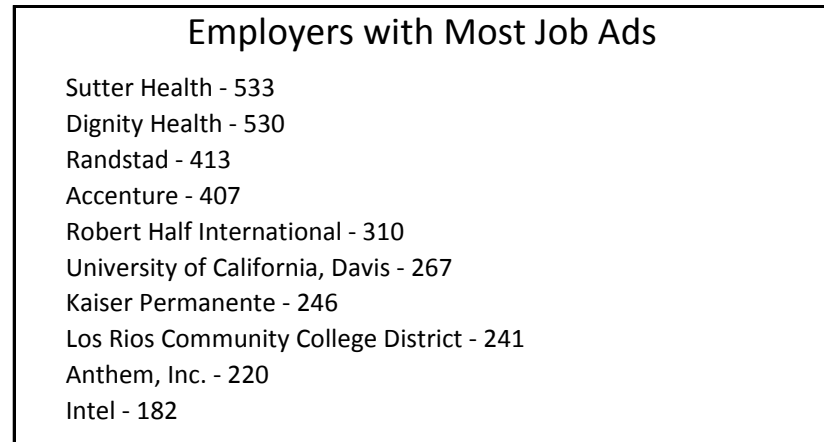 Employers with Most Job Ads
Sutter Health - 533
Dignity Health - 530
Randstad - 413
Accenture - 407
Robert Half International - 310
University of California, Davis - 267
Kaiser Permanente - 246
Los Rios Community College District - 241
Anthem, Inc. - 220
Intel - 182